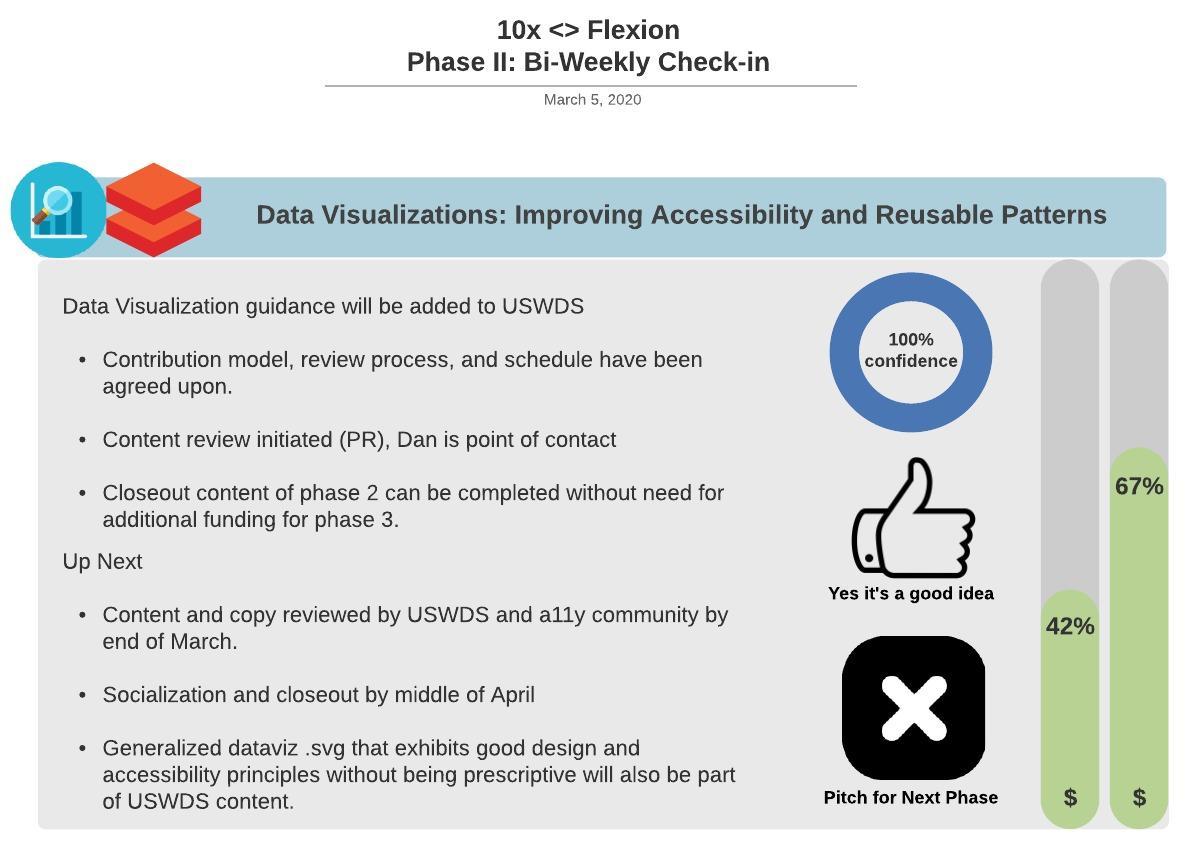 10x <> Flexion
Phase II: Bi-Weekly Check-in
March 5, 2020
Data Visualizations: Improving Accessibility and Reusable Patterns
Data Visualization guidance will be added to USWDS
• Contribution model, review process, and schedule have been
agreed upon.
• Content review initiated (PR), Dan is point of contact
• Closeout content of phase 2 can be completed without need for
additional funding for phase 3.
Up Next
• Content and copy reviewed by USWDS and a11y community by
end of March.
• Socialization and closeout by middle of April
• Generalized dataviz .svg that exhibits good design and
accessibility principles without being prescriptive will also be part
of USWDS content.
100%
confidence
Yes it's a good idea
Pitch for Next Phase
42%
$
67%
$